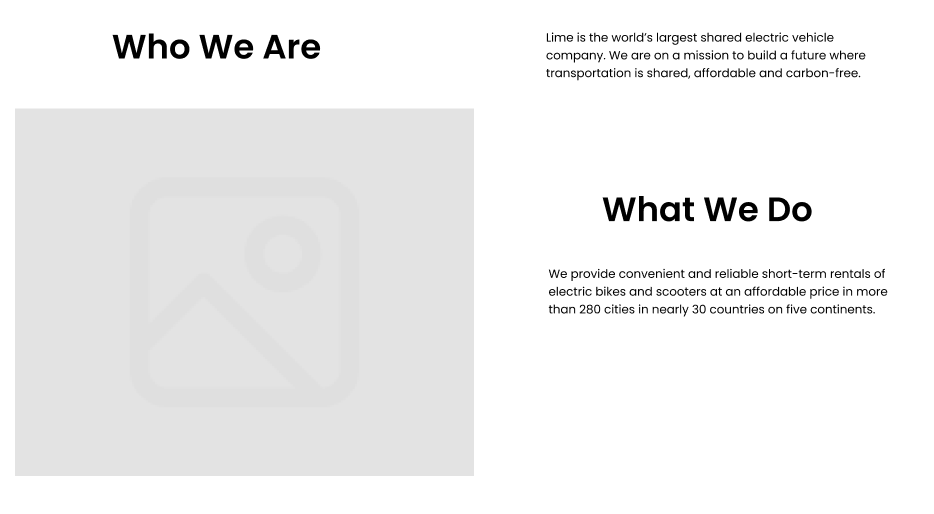 Who We Are
Lime is the world’s largest shared electric vehicle
company. We are on a mission to build a future where
transportation is shared, affordable and carbon-free.
What We Do
We provide convenient and reliable short-term rentals of
electric bikes and scooters at an affordable price in more
than 280 cities in nearly 30 countries on five continents.